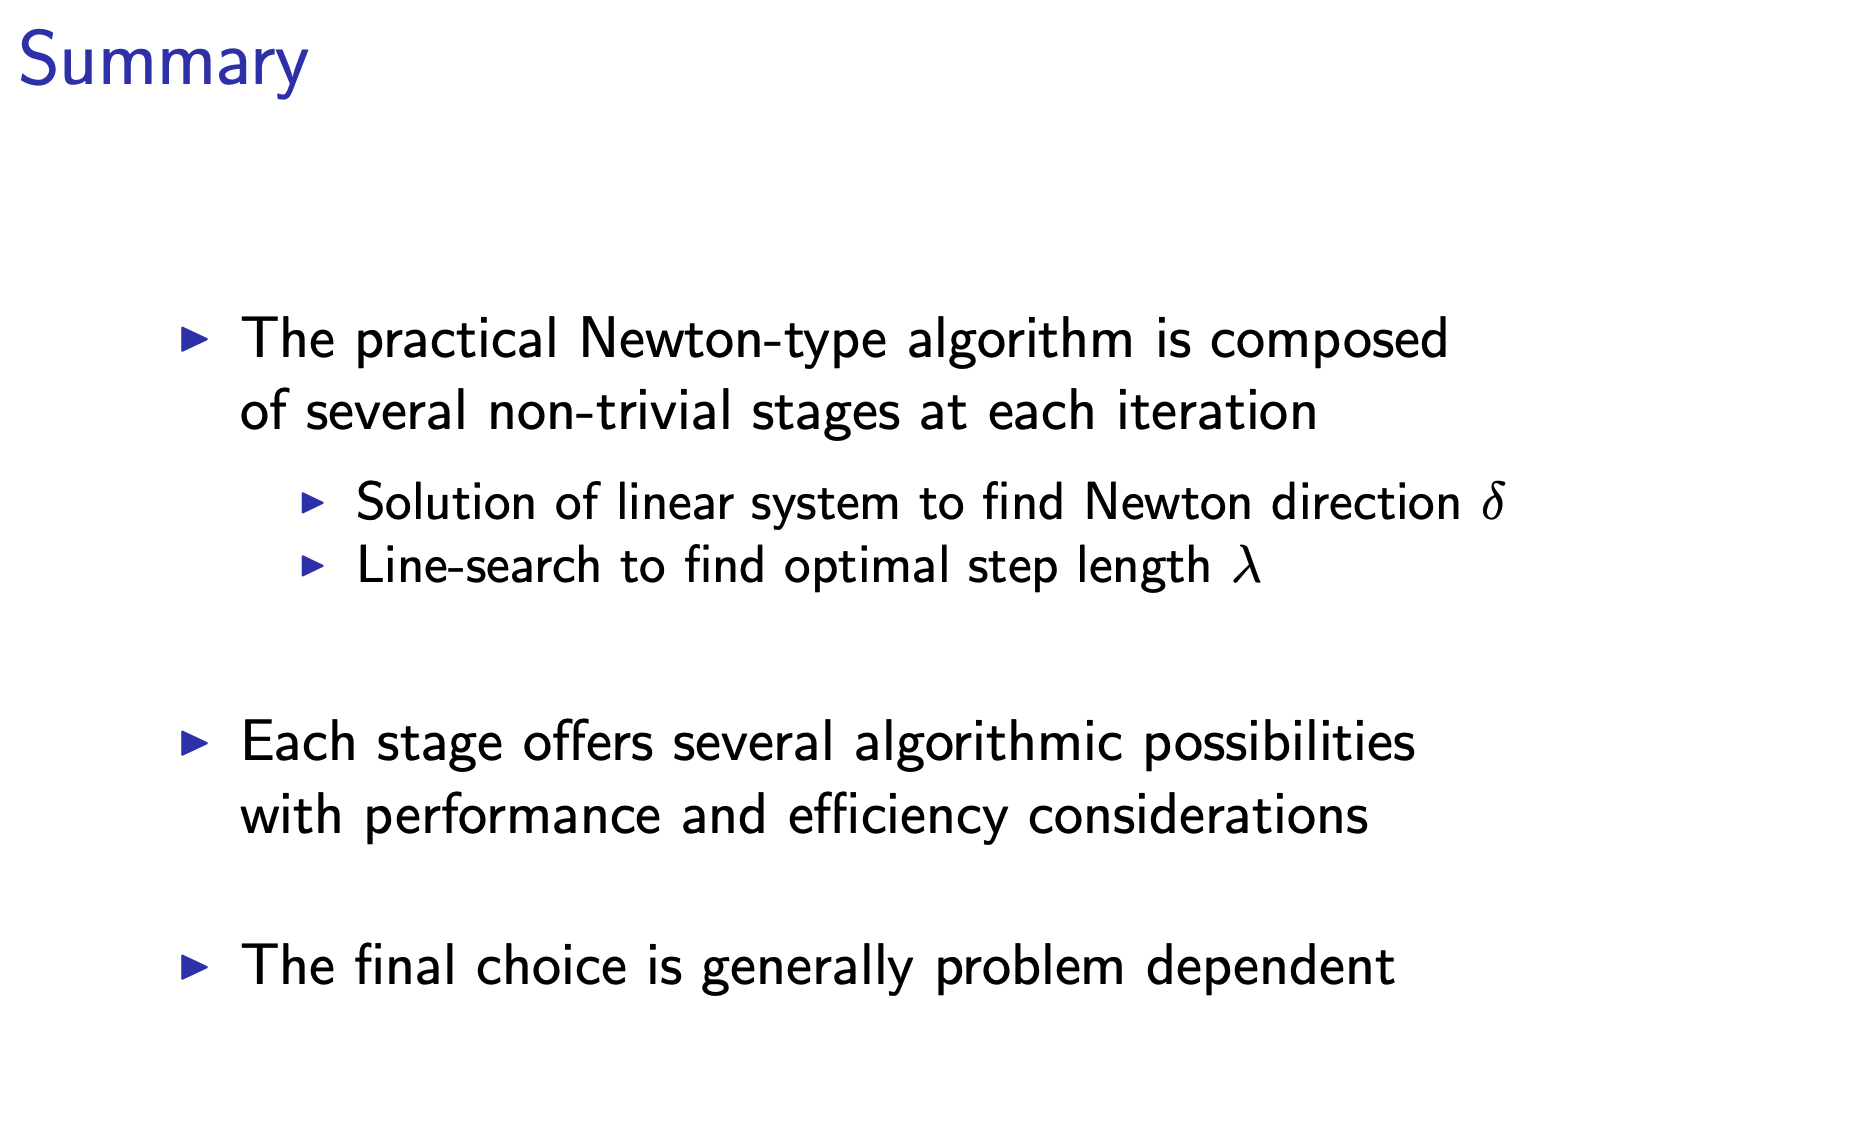 Summary
▶ The practical Newton-type algorithm is composed
of several non-trivial stages at each iteration
▶ Solution of linear system to find Newton direction δ
▶ Line-search to find optimal step length λ
▶ Each stage offers several algorithmic possibilities
with performance and efficiency considerations
▶ The final choice is generally problem dependent